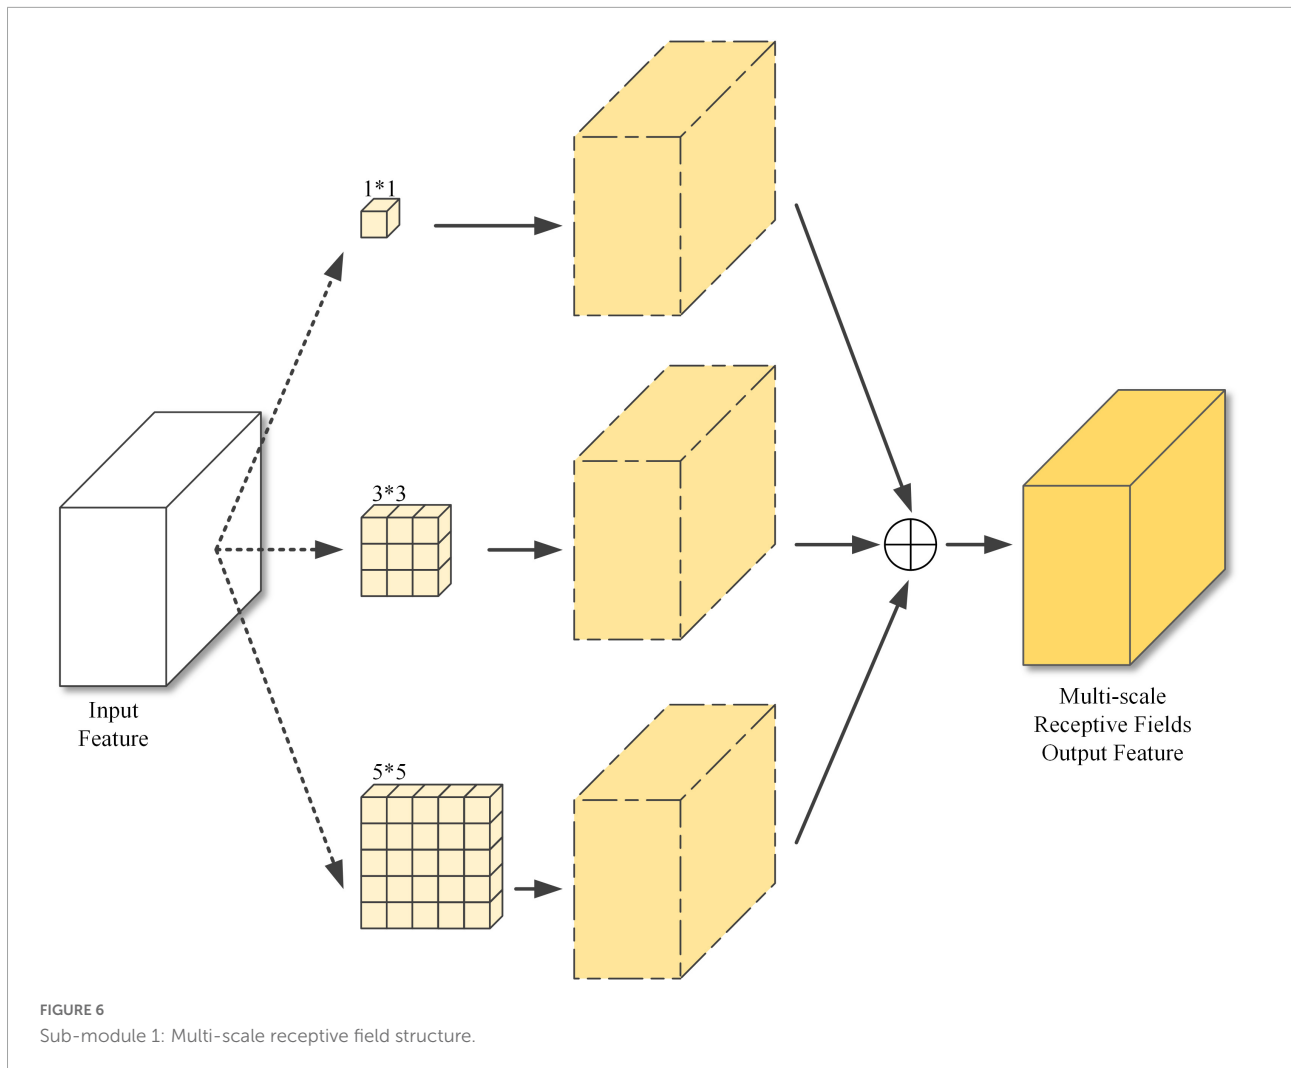 1*1
3*3
5*5
Input
Feature
Multi-scale
Receptive Fields
Output Feature
FIGURE 6
Sub-module 1: Multi-scale receptive field structure.